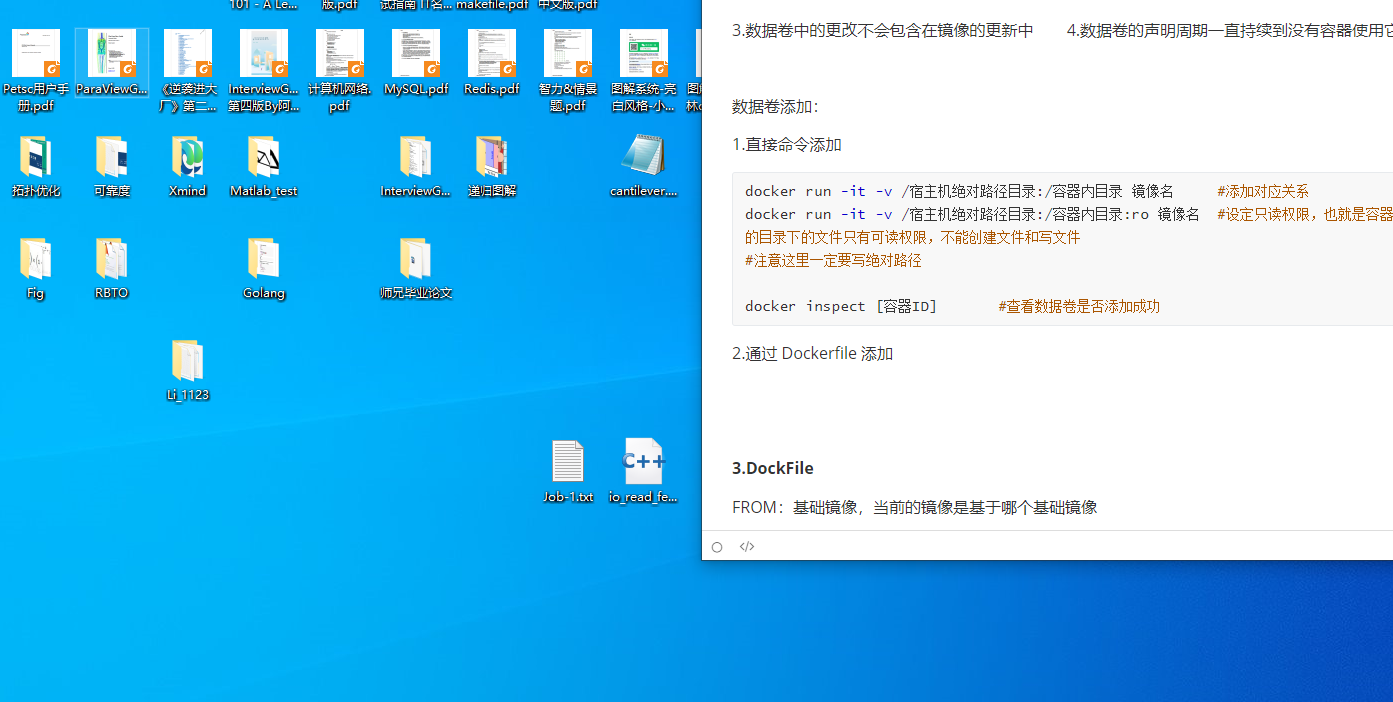 101 - A Le...
版.pdf
试指南 IT名...
makefile.pdf
中文版.pdf
Petsc用户手
册.pdf
ParaViewG...
《逆袭进大
厂》第二...
InterviewG...
第四版By阿...
计算机网络.
pdf
MySQL.pdf
Redis.pdf
智力&情景
题.pdf
图解系统-亮
白风格-小...
拓扑优化
可靠度
Xmind
Matlab_test
InterviewG...
递归图解
cantilever....
Fig
RBTO
Golang
师兄毕业论文
Li_1123
Job-1.txt
C++
io_read_fe...
3.数据卷中的更改不会包含在镜像的更新中 4.数据卷的声明周期一直持续到没有容器使用它
数据卷添加：
1.直接命令添加
docker run -it -v /宿主机绝对路径目录:/容器内目录 镜像名 #添加对应关系
docker run -it -v /宿主机绝对路径目录:/容器内目录:ro 镜像名 #设定只读权限，也就是容器
的目录下的文件只有可读权限，不能创建文件和写文件
#注意这里一定要写绝对路径
docker inspect [容器ID] #查看数据卷是否添加成功
2.通过 Dockerfile 添加
3.DockFile
FROM：基础镜像，当前的镜像是基于哪个基础镜像